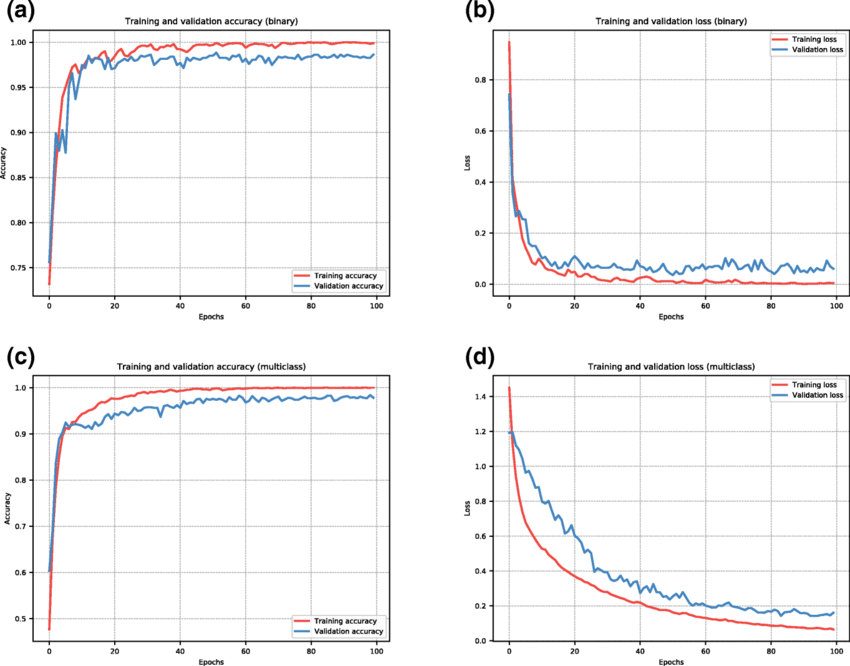 (a)
Training and validation accuracy (binary)
1.00
0.95
0.90
0.85
0.80
0.75
Accuracy
Training accuracy
Validation accuracy
0 20 40 60 80 100
Epochs
(b)
Training and validation loss (binary)
Training loss
Validation loss
0.8
0.6
0.4
0.2
0.0
Loss
0 20 40 60 80 100
Epochs
(c)
Training and validation accuracy (multiclass)
1.0
0.9
0.8
0.7
0.6
0.5
Accuracy
Training accuracy
Validation accuracy
0 20 40 60 80 100
Epochs
(d)
Training and validation loss (multiclass)
Training loss
Validation loss
1.4
1.2
1.0
0.8
0.6
0.4
0.2
0.0
Loss
0 20 40 60 80 100
Epochs